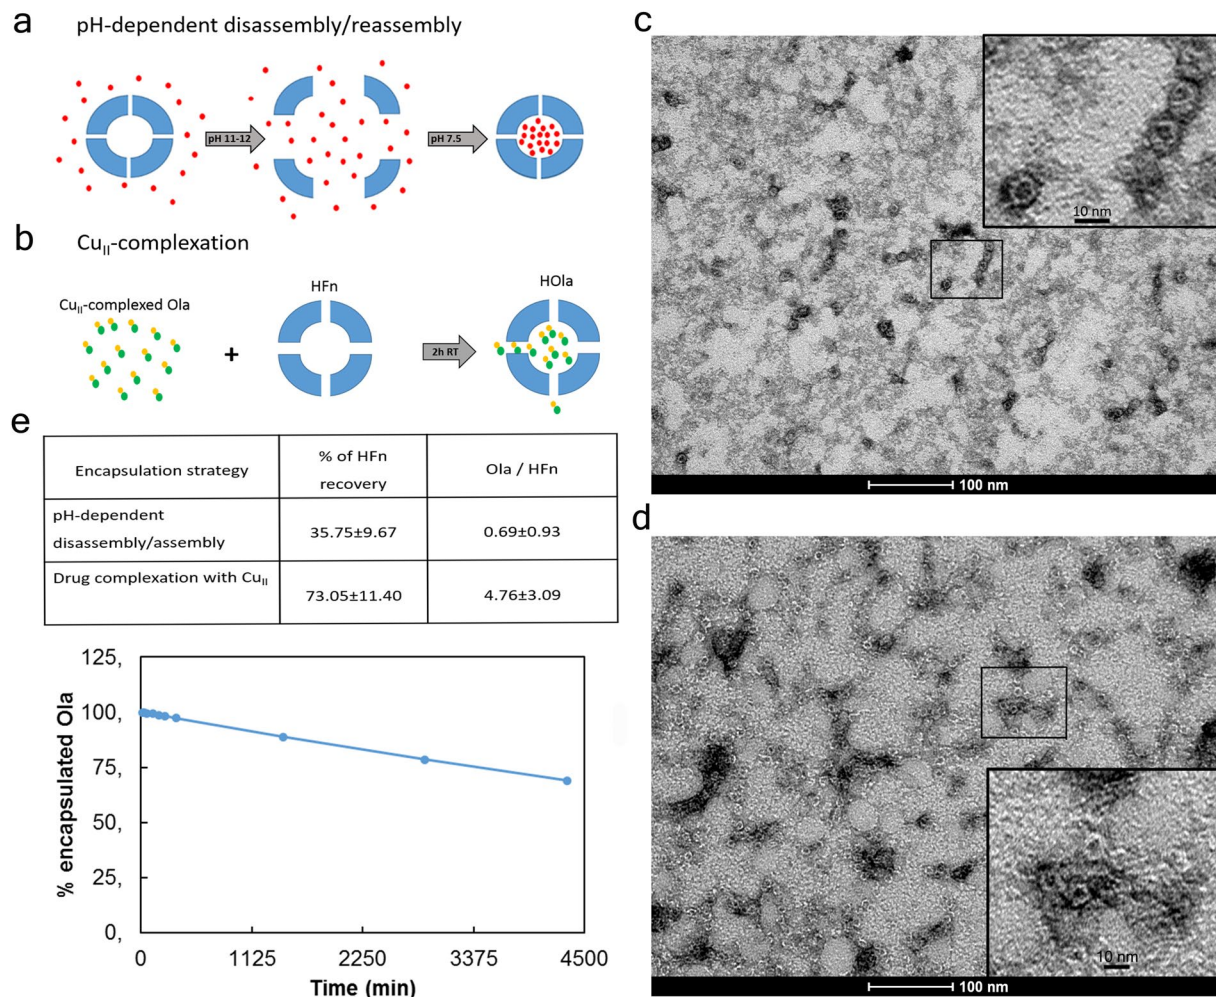 a pH-dependent disassembly/reassembly
pH 11-12
pH 7.5
b Cu_II-complexation
Cu_II-complexed Ola
HFn
HOla
+
2h RT
e
Encapsulation strategy
% of HFn
recovery
Ola / HFn
pH-dependent
disassembly/assembly
35.75±9.67
0.69±0.93
Drug complexation with Cu_II
73.05±11.40
4.76±3.09
% encapsulated Ola
125,
100,
75,
50,
25,
0,
0 1125 2250 3375 4500
Time (min)
c
10 nm
100 nm
d
10 nm
100 nm